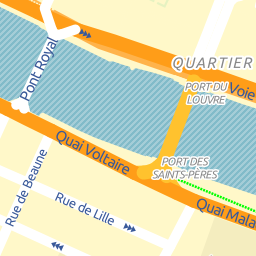 Pont Royal
QUARTIER
PORT DU
LOUVRE
Voie
Quai Voltaire
PORT DES
SAINTS-PÈRES
Rue de Beaune
Rue de Lille
Quai Mala